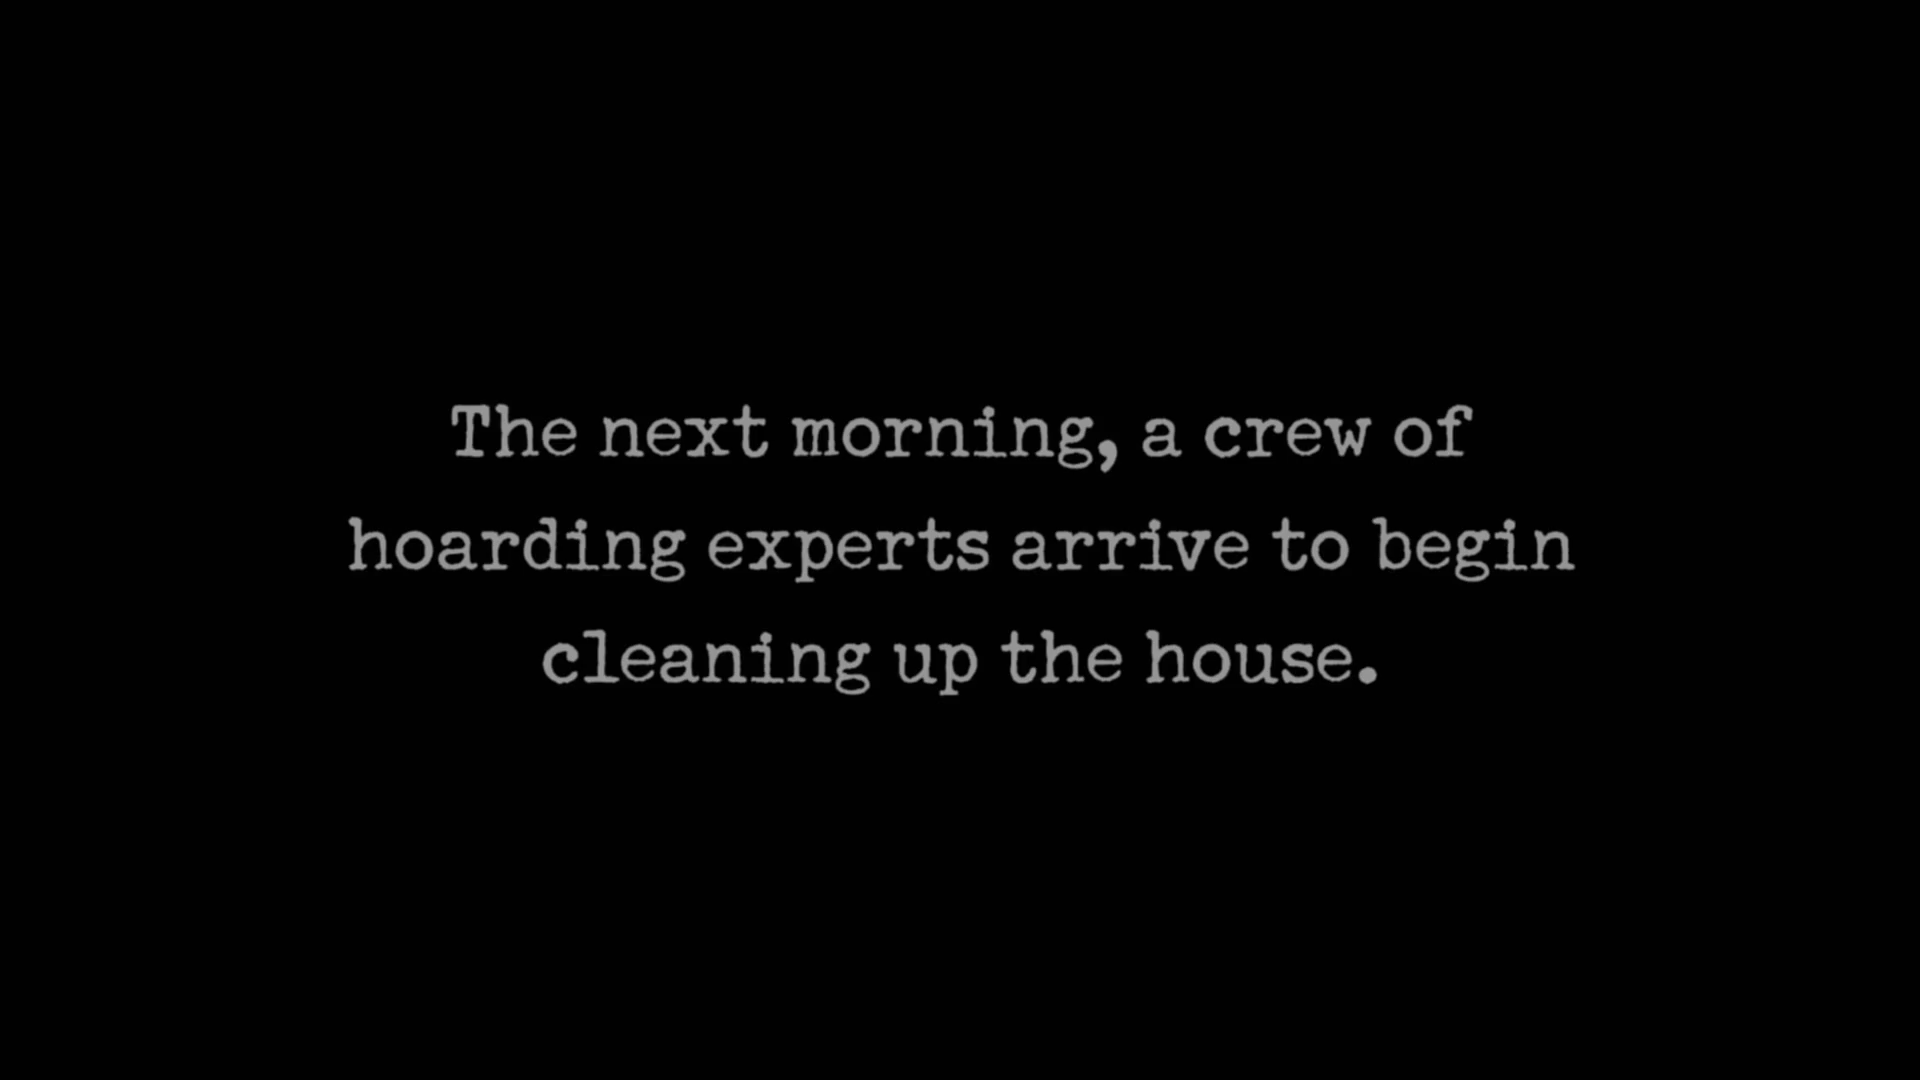 The next morning, a crew of
hoarding experts arrive to begin
cleaning up the house.